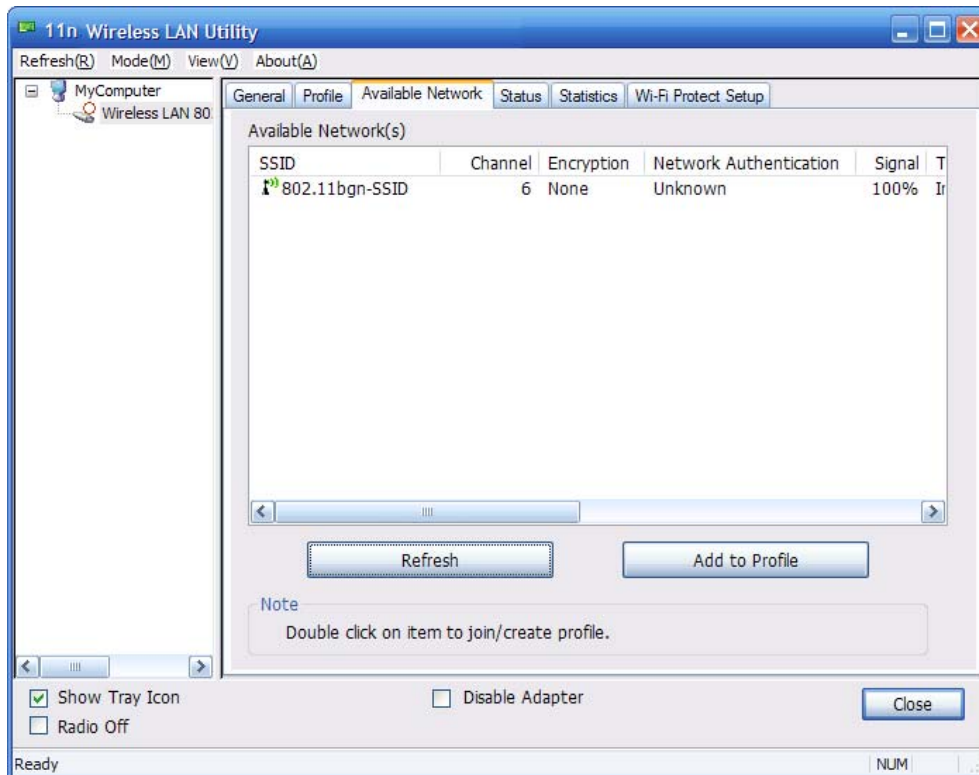 11n Wireless LAN Utility
Refresh(R) Mode(M) View(V) About(A)
MyComputer
Wireless LAN 80
General Profile Available Network Status Statistics Wi-Fi Protect Setup
Available Network(s)
SSID Channel Encryption Network Authentication Signal T
802.11bgn-SSID 6 None Unknown 100% Ir
Refresh Add to Profile
Note
Double click on item to join/create profile.
Show Tray Icon Disable Adapter Close
Radio Off
Ready NUM